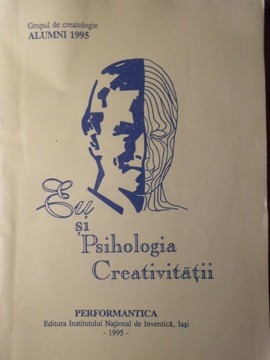 Grupul de creatologie
ALUMNI 1995
Eu
și
Psihologia
Creativității
PERFORMANTICA
Editura Institutului Național de Inventică, Iași
- 1995 -